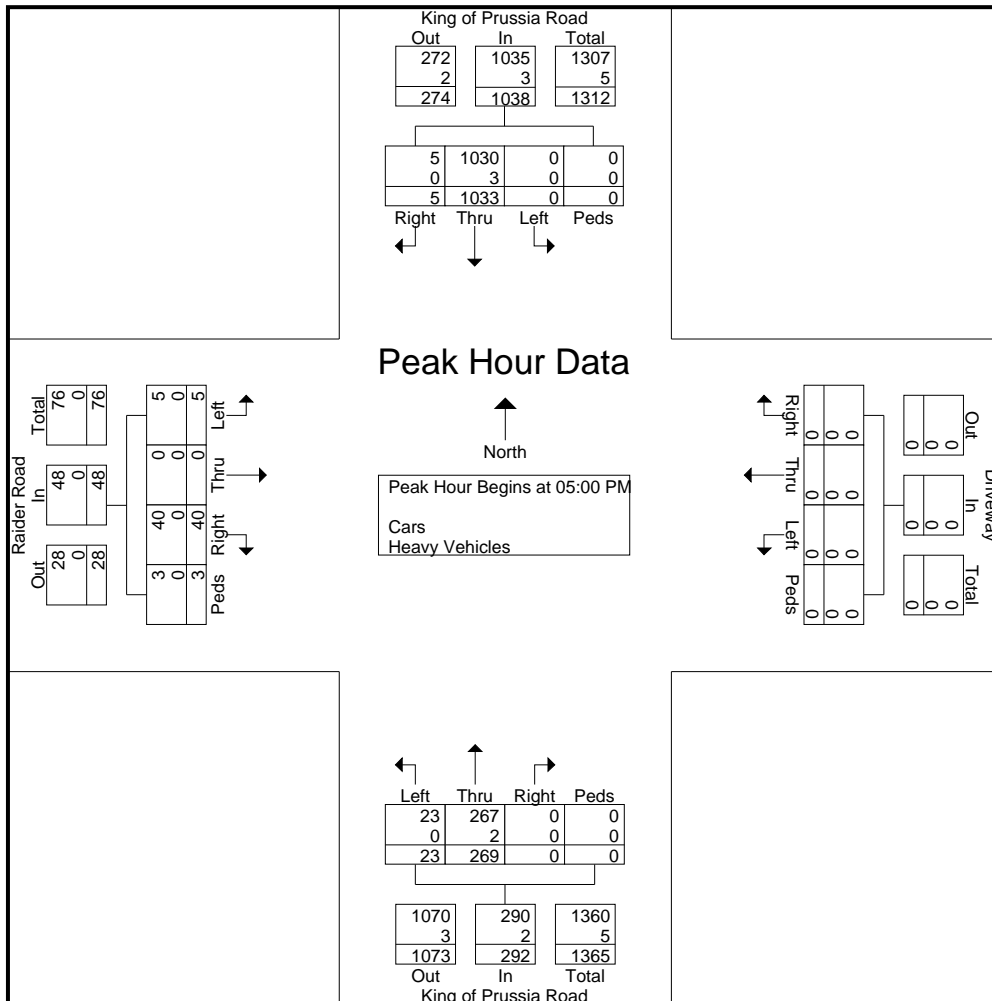 King of Prussia Road
Out In Total
272 1035 1307
2 3 5
274 1038 1312
5 1030 0 0
0 3 0 0
5 1033 0 0
Right Thru Left Peds
Peak Hour Data
North
Peak Hour Begins at 05:00 PM
Cars
Heavy Vehicles
Raider Road
Out In Total
28 48 76
0 0 0
28 48 76
5 0 40 3
0 0 0 0
5 0 40 3
Left Thru Right Peds
Driveway
Out In Total
0 0 0
0 0 0
0 0 0
Right Thru Left Peds
0 0 0 0
0 0 0 0
0 0 0 0
Left Thru Right Peds
23 267 0 0
0 2 0 0
23 269 0 0
1070 290 1360
3 2 5
1073 292 1365
Out In Total
King of Prussia Road